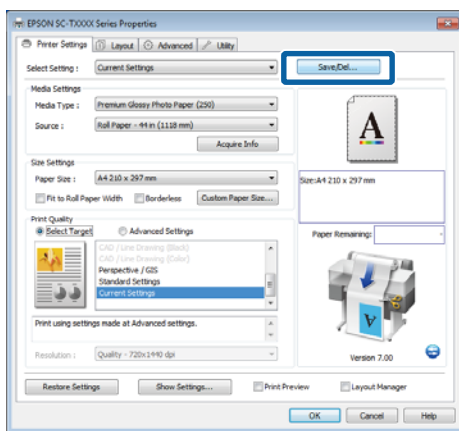 EPSON SC-TXXXX Series Properties
Printer Settings Layout Advanced Utility
Select Setting : Current Settings Save/Del...
Media Settings
Media Type : Premium Glossy Photo Paper (250)
Source : Roll Paper - 44 in (1118 mm)
Acquire Info
A
Size Settings
Paper Size : A4 210 x 297 mm
Size:A4 210 x 297 mm
Fit to Roll Paper Width Borderless Custom Paper Size...
Print Quality
Select Target Advanced Settings
Paper Remaining: -
CAD / Line Drawing (Black)
CAD / Line Drawing (Color)
Perspective / GIS
Standard Settings
Current Settings
Print using settings made at Advanced settings.
Resolution : Quality - 720x1440 dpi
Version 7.00
Restore Settings Show Settings... Print Preview Layout Manager
OK Cancel Help